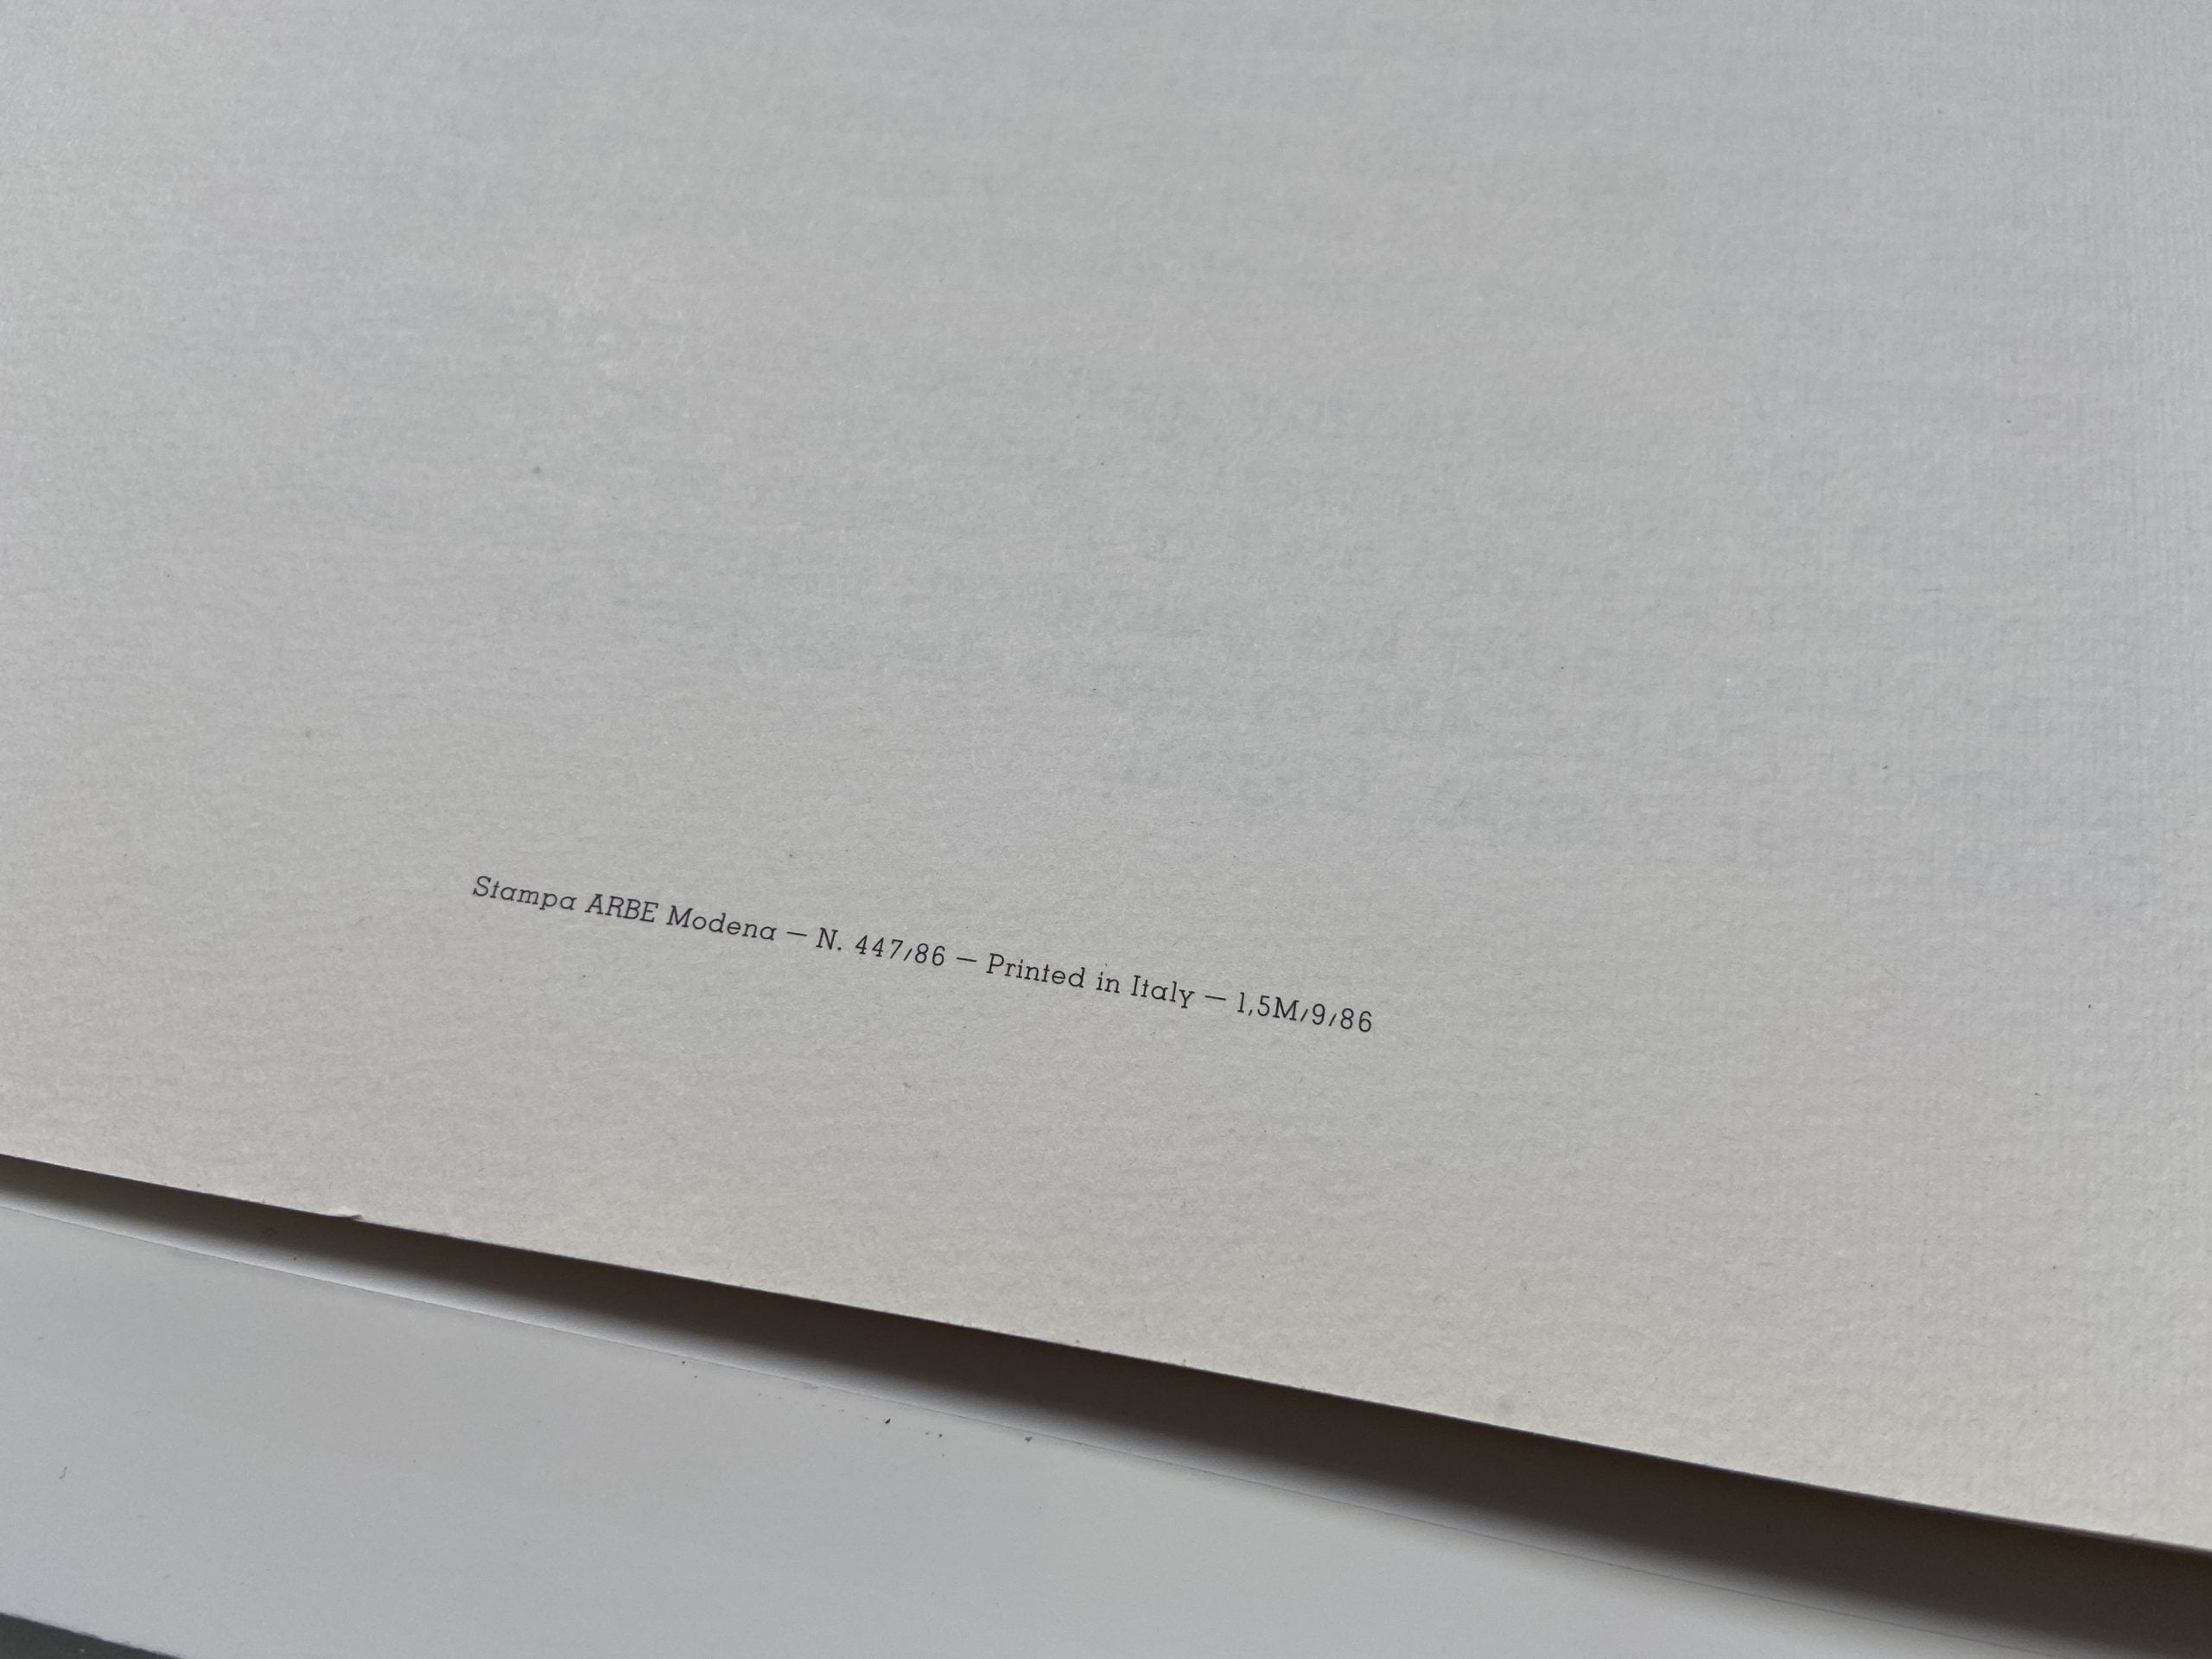 Stampa ARBE Modena — N. 447/86 — Printed in Italy — 1,5M/9/86